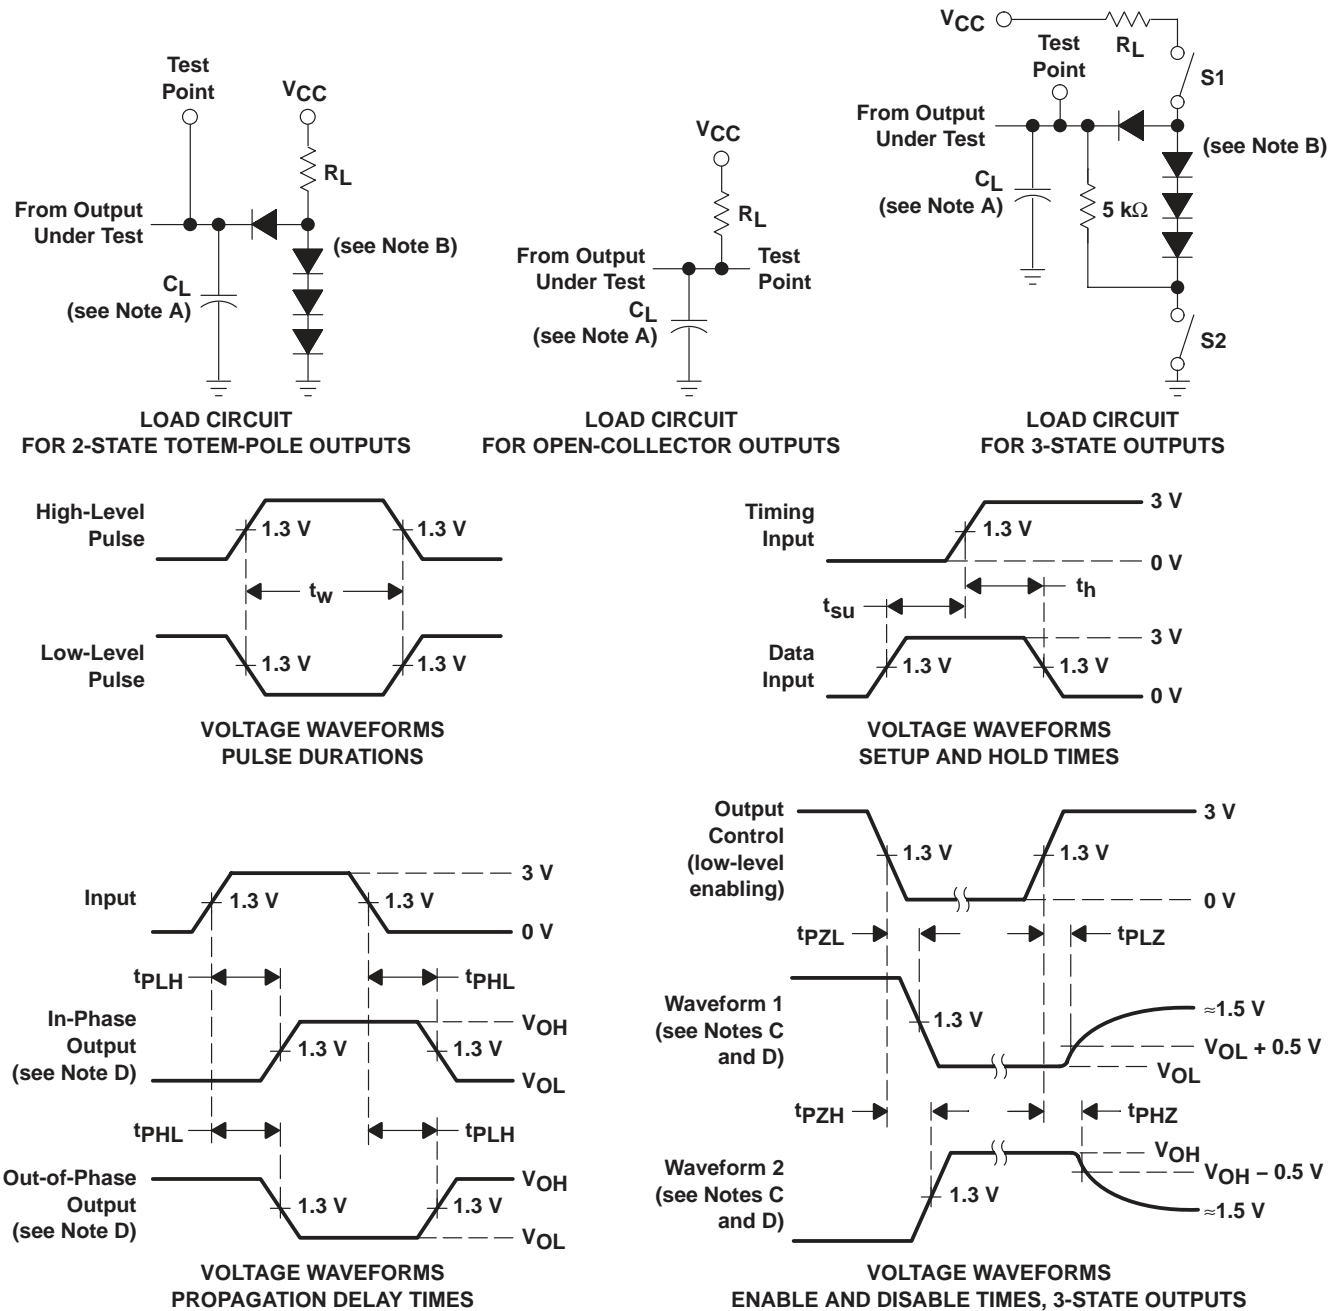 Test
Point
VCC
RL
From Output
Under Test
(see Note B)
CL
(see Note A)
LOAD CIRCUIT
FOR 2-STATE TOTEM-POLE OUTPUTS
VCC
RL
From Output
Under Test
Test
Point
CL
(see Note A)
LOAD CIRCUIT
FOR OPEN-COLLECTOR OUTPUTS
VCC
RL
Test
Point
S1
From Output
Under Test
(see Note B)
CL
(see Note A)
5 kΩ
S2
LOAD CIRCUIT
FOR 3-STATE OUTPUTS
High-Level
Pulse
1.3 V
1.3 V
tw
Low-Level
Pulse
1.3 V
1.3 V
VOLTAGE WAVEFORMS
PULSE DURATIONS
Timing
Input
3 V
1.3 V
0 V
th
tsu
Data
Input
3 V
1.3 V
1.3 V
0 V
VOLTAGE WAVEFORMS
SETUP AND HOLD TIMES
Input
3 V
1.3 V
1.3 V
0 V
tPLH
tPHL
In-Phase
Output
(see Note D)
VOH
1.3 V
1.3 V
VOL
tPHL
tPLH
Out-of-Phase
Output
(see Note D)
VOH
1.3 V
1.3 V
VOL
VOLTAGE WAVEFORMS
PROPAGATION DELAY TIMES
Output
Control
(low-level
enabling)
3 V
1.3 V
1.3 V
0 V
tPZL
tPLZ
Waveform 1
(see Notes C
and D)
1.3 V
≈1.5 V
VOL + 0.5 V
VOL
tPZH
tPHZ
Waveform 2
(see Notes C
and D)
1.3 V
VOH
VOH – 0.5 V
≈1.5 V
VOLTAGE WAVEFORMS
ENABLE AND DISABLE TIMES, 3-STATE OUTPUTS